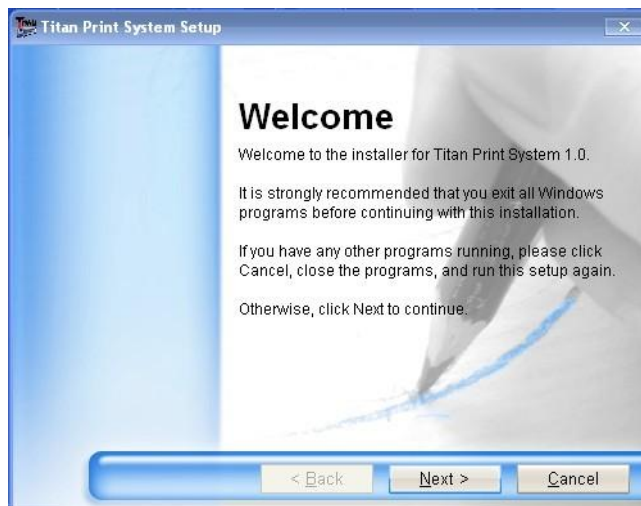 Titan Print System Setup
Welcome
Welcome to the installer for Titan Print System 1.0.
It is strongly recommended that you exit all Windows
programs before continuing with this installation.
If you have any other programs running, please click
Cancel, close the programs, and run this setup again.
Otherwise, click Next to continue.
< Back Next > Cancel